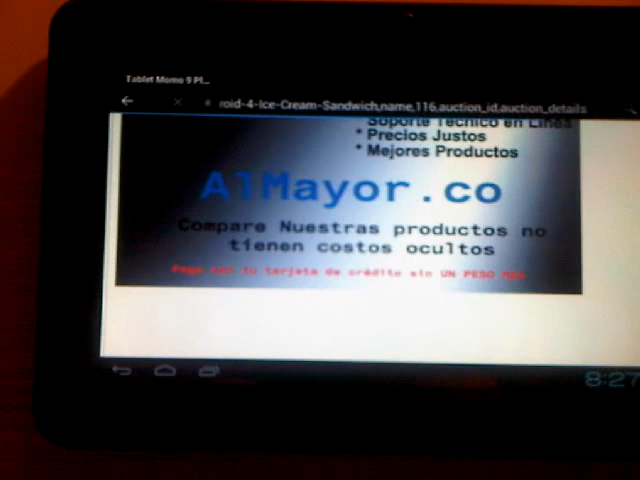 Tablet Momo 9 Pl...
roid-4-Ice-Cream-Sandwich,name,116,auction_id,auction_details
Soporte Tecnico en Linea
* Precios Justos
* Mejores Productos
AlMayor.co
Compare Nuestras productos no
tienen costos ocultos
Paga con tu tarjeta de crédito sin UN PESO MAS
8:27